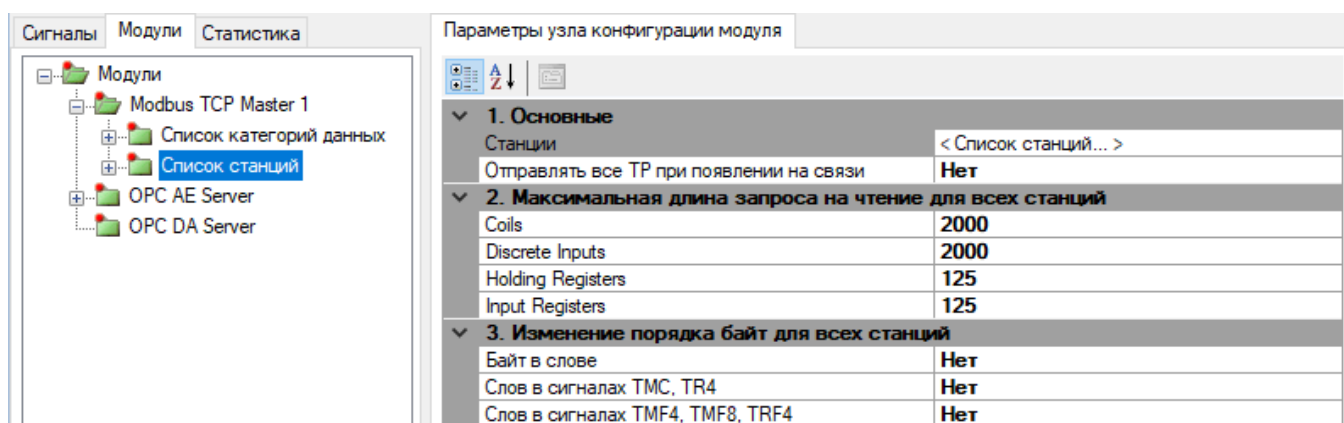 Сигналы Модули Статистика
Модули
Modbus TCP Master 1
Список категорий данных
Список станций
OPC AE Server
OPC DA Server
Параметры узла конфигурации модуля
1. Основные
Станции < Список станций... >
Отправлять все ТР при появлении на связи Нет
2. Максимальная длина запроса на чтение для всех станций
Coils 2000
Discrete Inputs 2000
Holding Registers 125
Input Registers 125
3. Изменение порядка байт для всех станций
Байт в слове Нет
Слов в сигналах TMC, TR4 Нет
Слов в сигналах TMF4, TMF8, TRF4 Нет